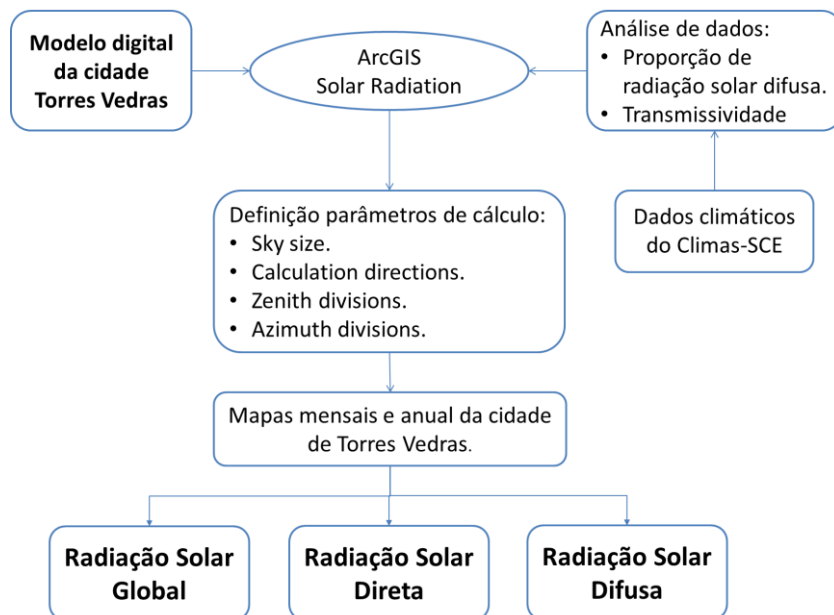 Modelo digital
da cidade
Torres Vedras
ArcGIS
Solar Radiation
Análise de dados:
• Proporção de
radiação solar difusa.
• Transmissividade
Dados climáticos
do Climas-SCE
Definição parâmetros de cálculo:
• Sky size.
• Calculation directions.
• Zenith divisions.
• Azimuth divisions.
Mapas mensais e anual da cidade
de Torres Vedras.
Radiação Solar
Global
Radiação Solar
Direta
Radiação Solar
Difusa